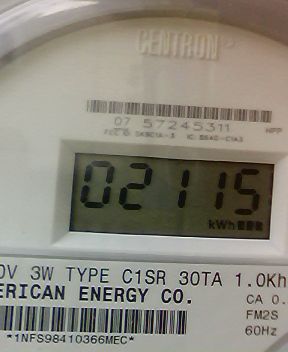 CENTRON
07 57245311
HPP
02115
kWh
0V 3W TYPE C1SR 30TA 1.0Kh
ERICAN ENERGY CO.
CA 0.
FM2S
60Hz
*1NFS98410366MEC*